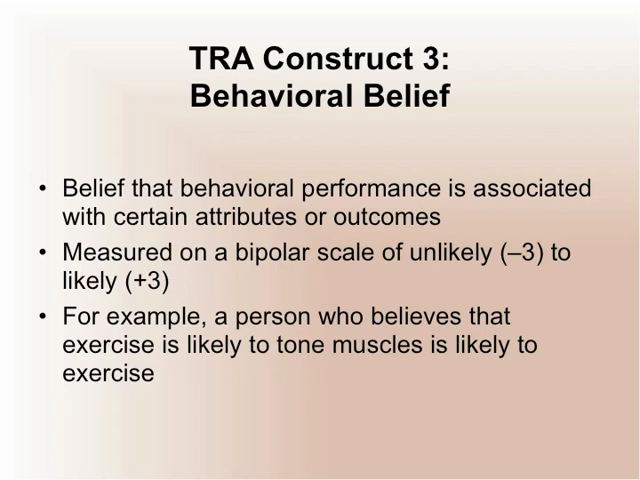 TRA Construct 3:
Behavioral Belief
• Belief that behavioral performance is associated
with certain attributes or outcomes
• Measured on a bipolar scale of unlikely (–3) to
likely (+3)
• For example, a person who believes that
exercise is likely to tone muscles is likely to
exercise